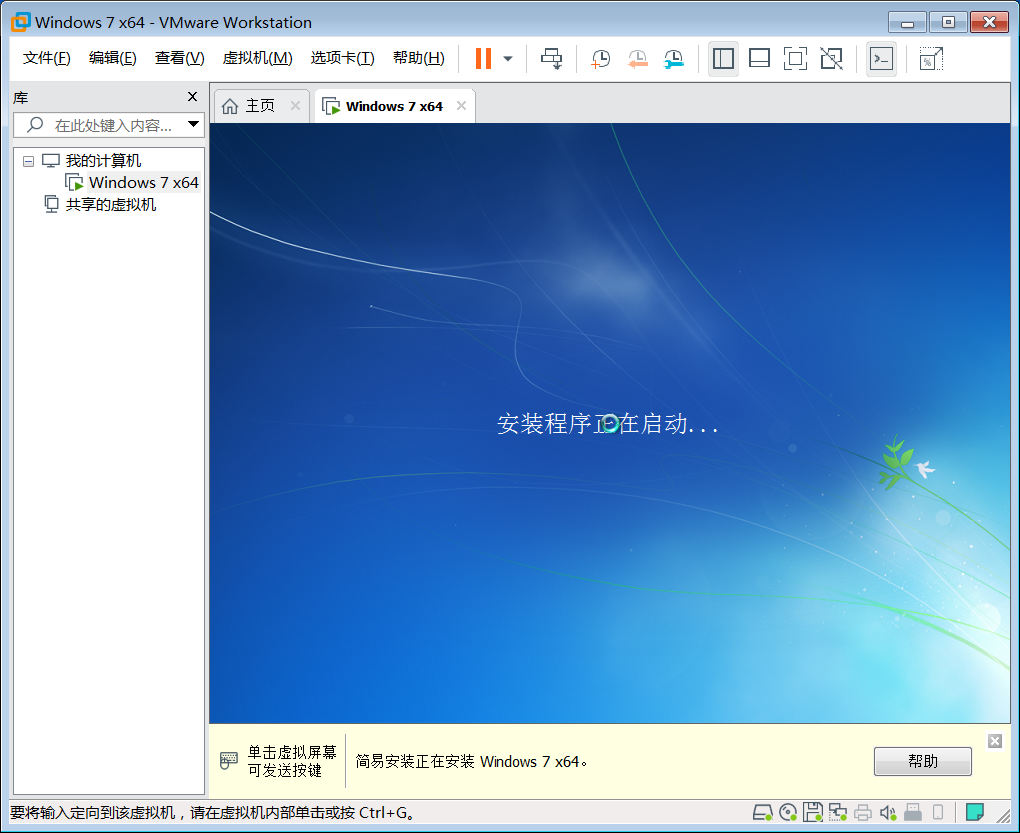 Windows 7 x64 - VMware Workstation
文件(F) 编辑(E) 查看(V) 虚拟机(M) 选项卡(T) 帮助(H)
库
主页
Windows 7 x64
在此处键入内容...
我的计算机
Windows 7 x64
共享的虚拟机
安装程序正在启动...
单击虚拟屏幕
可发送按键
简易安装正在安装 Windows 7 x64。
帮助
要将输入定向到该虚拟机，请在虚拟机内部单击或按 Ctrl+G。